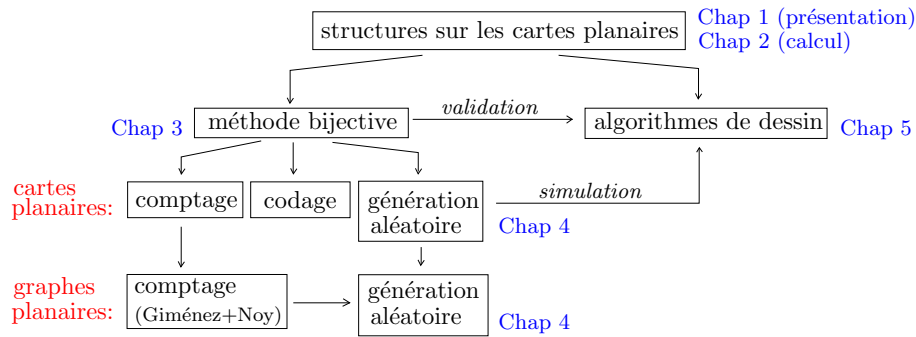 structures sur les cartes planaires
Chap 1 (présentation)
Chap 2 (calcul)
Chap 3
méthode bijective
validation
algorithmes de dessin
Chap 5
cartes
planaires:
comptage
codage
génération
aléatoire
simulation
Chap 4
graphes
planaires:
comptage
(Giménez+Noy)
génération
aléatoire
Chap 4